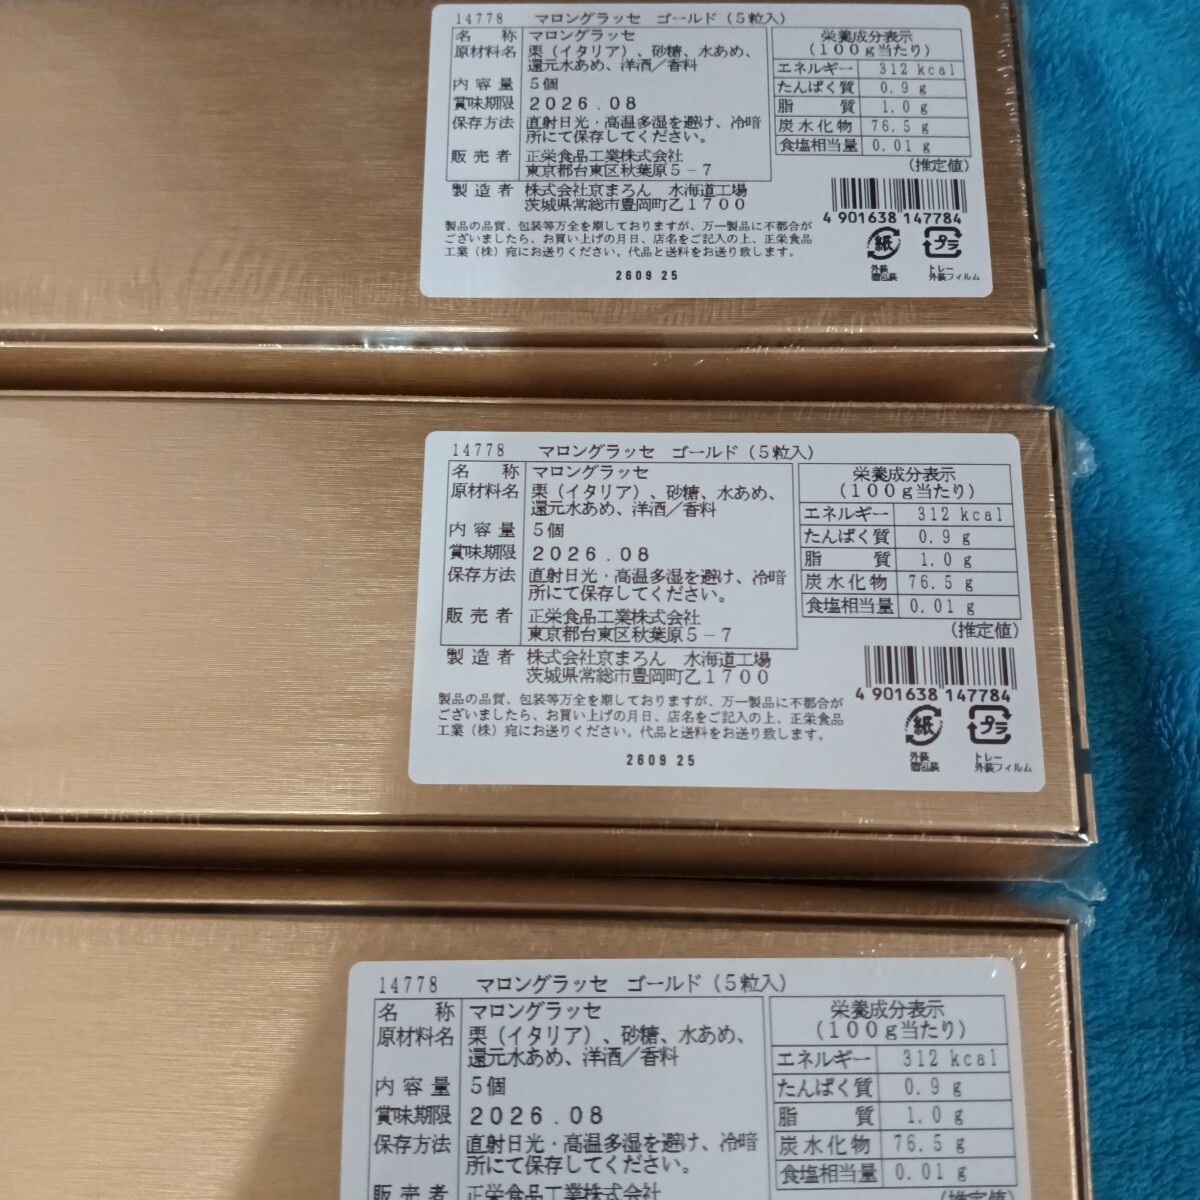 14778 マロングラッセ ゴールド(5粒入)
名 称 マロングラッセ
原材料名 栗(イタリア)、砂糖、水あめ、
還元水あめ、洋酒/香料
内容量 5個
賞味期限 2026.08
保存方法 直射日光・高温多湿を避け、冷暗
所にて保存してください。
販売者 正栄食品工業株式会社
東京都台東区秋葉原5-7
製造者 株式会社京まろん 水海道工場
茨城県常総市豊岡町乙1700
製品の品質、包装等万全を期しておりますが、万一製品に不都合が
ございましたら、お買い上げの月日、店名をご記入の上、正栄食品
工業(株)宛にお送りください。代品と送料をお送り致します。
2609 25
栄養成分表示
(100g当たり)
エネルギー 312 kcal
たんぱく質 0.9 g
脂 質 1.0 g
炭水化物 76.5 g
食塩相当量 0.01 g
(推定値)
4 901638 147784
紙 プラ
外装 トレー
個包装 外装フィルム
14778 マロングラッセ ゴールド(5粒入)
名 称 マロングラッセ
原材料名 栗(イタリア)、砂糖、水あめ、
還元水あめ、洋酒/香料
内容量 5個
賞味期限 2026.08
保存方法 直射日光・高温多湿を避け、冷暗
所にて保存してください。
販売者 正栄食品工業株式会社
東京都台東区秋葉原5-7
製造者 株式会社京まろん 水海道工場
茨城県常総市豊岡町乙1700
製品の品質、包装等万全を期しておりますが、万一製品に不都合が
ございましたら、お買い上げの月日、店名をご記入の上、正栄食品
工業(株)宛にお送りください。代品と送料をお送り致します。
2609 25
栄養成分表示
(100g当たり)
エネルギー 312 kcal
たんぱく質 0.9 g
脂 質 1.0 g
炭水化物 76.5 g
食塩相当量 0.01 g
(推定値)
4 901638 147784
紙 プラ
外装 トレー
個包装 外装フィルム
14778 マロングラッセ ゴールド(5粒入)
名 称 マロングラッセ
原材料名 栗(イタリア)、砂糖、水あめ、
還元水あめ、洋酒/香料
内容量 5個
賞味期限 2026.08
保存方法 直射日光・高温多湿を避け、冷暗
所にて保存してください。
販売者 正栄食品工業株式会社
栄養成分表示
(100g当たり)
エネルギー 312 kcal
たんぱく質 0.9 g
脂 質 1.0 g
炭水化物 76.5 g
食塩相当量 0.01 g
(推定値)